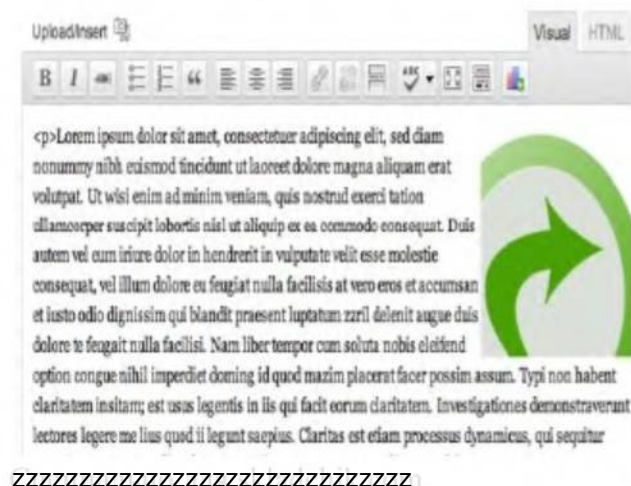 Upload/Insert
Visual HTML
B I ABC “ ABC
<p>Lorem ipsum dolor sit amet, consectetuer adipiscing elit, sed diam
nonummy nibh euismod tincidunt ut laoreet dolore magna aliquam erat
volutpat. Ut wisi enim ad minim veniam, quis nostrud exerci tation
ullamcorper suscipit lobortis nisl ut aliquip ex ea commodo consequat. Duis
autem vel eum iriure dolor in hendrerit in vulputate velit esse molestie
consequat, vel illum dolore eu feugiat nulla facilisis at vero eros et accumsan
et iusto odio dignissim qui blandit praesent luptatum zzril delenit augue duis
dolore te feugait nulla facilisi. Nam liber tempor cum soluta nobis eleifend
option congue nihil imperdiet doming id quod mazim placerat facer possim assum. Typi non habent
claritatem insitam; est usus legentis in iis qui facit eorum claritatem. Investigationes demonstraverunt
lectores legere me lius quod ii legunt saepius. Claritas est etiam processus dynamicus, qui sequitur
zzzzzzzzzzzzzzzzzzzzzzzzzzzzzz